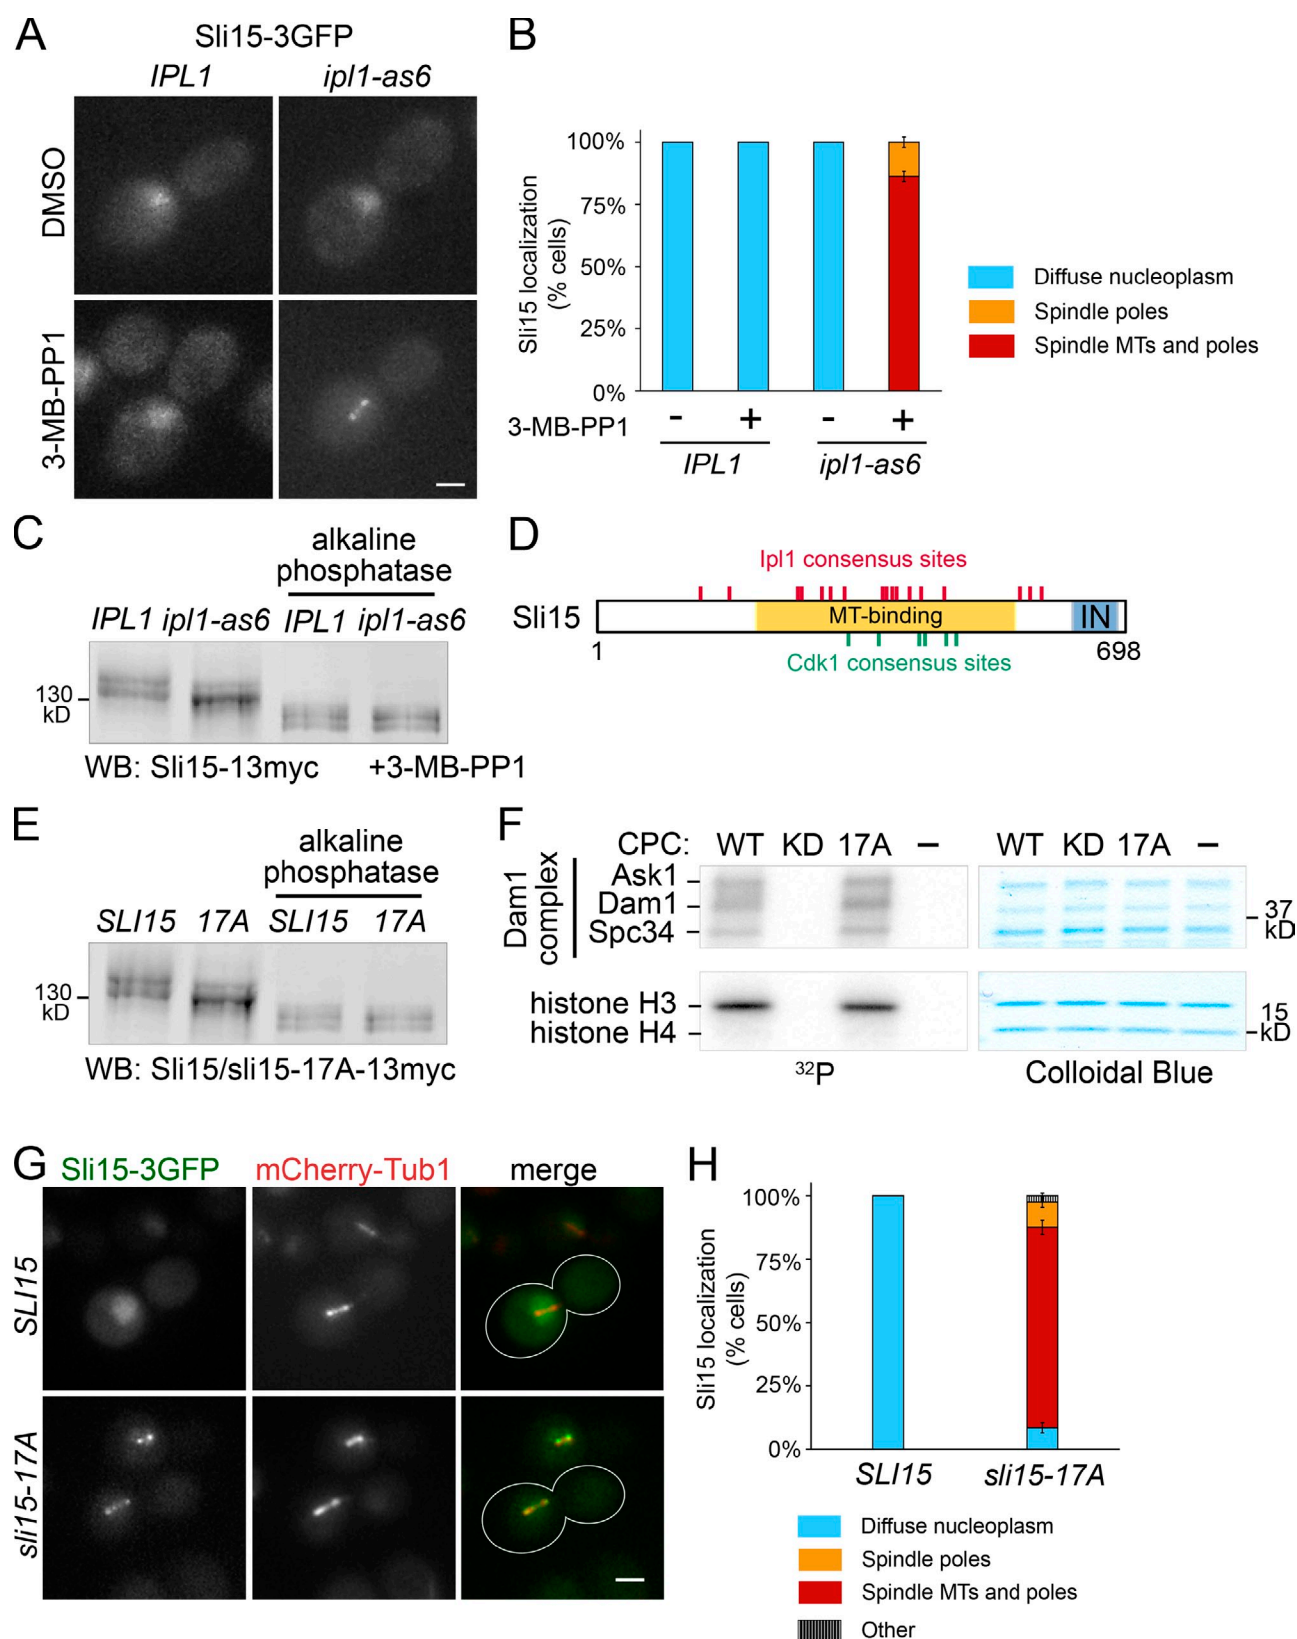 A
Sli15-3GFP
IPL1 ipl1-as6
DMSO
3-MB-PP1
B
Sli15 localization
(% cells)
100%
75%
50%
25%
0%
3-MB-PP1 - + - +
IPL1 ipl1-as6
Diffuse nucleoplasm
Spindle poles
Spindle MTs and poles
C
alkaline
phosphatase
IPL1 ipl1-as6 IPL1 ipl1-as6
130
kD
WB: Sli15-13myc +3-MB-PP1
D
Ipl1 consensus sites
Sli15 MT-binding IN
1 698
Cdk1 consensus sites
E
alkaline
phosphatase
SLI15 17A SLI15 17A
130
kD
WB: Sli15/sli15-17A-13myc
F
CPC: WT KD 17A – WT KD 17A –
Dam1
complex
Ask1
Dam1
Spc34
37
kD
histone H3
histone H4
15
kD
32P Colloidal Blue
G
Sli15-3GFP mCherry-Tub1 merge
SLI15
sli15-17A
H
Sli15 localization
(% cells)
100%
75%
50%
25%
0%
SLI15 sli15-17A
Diffuse nucleoplasm
Spindle poles
Spindle MTs and poles
Other